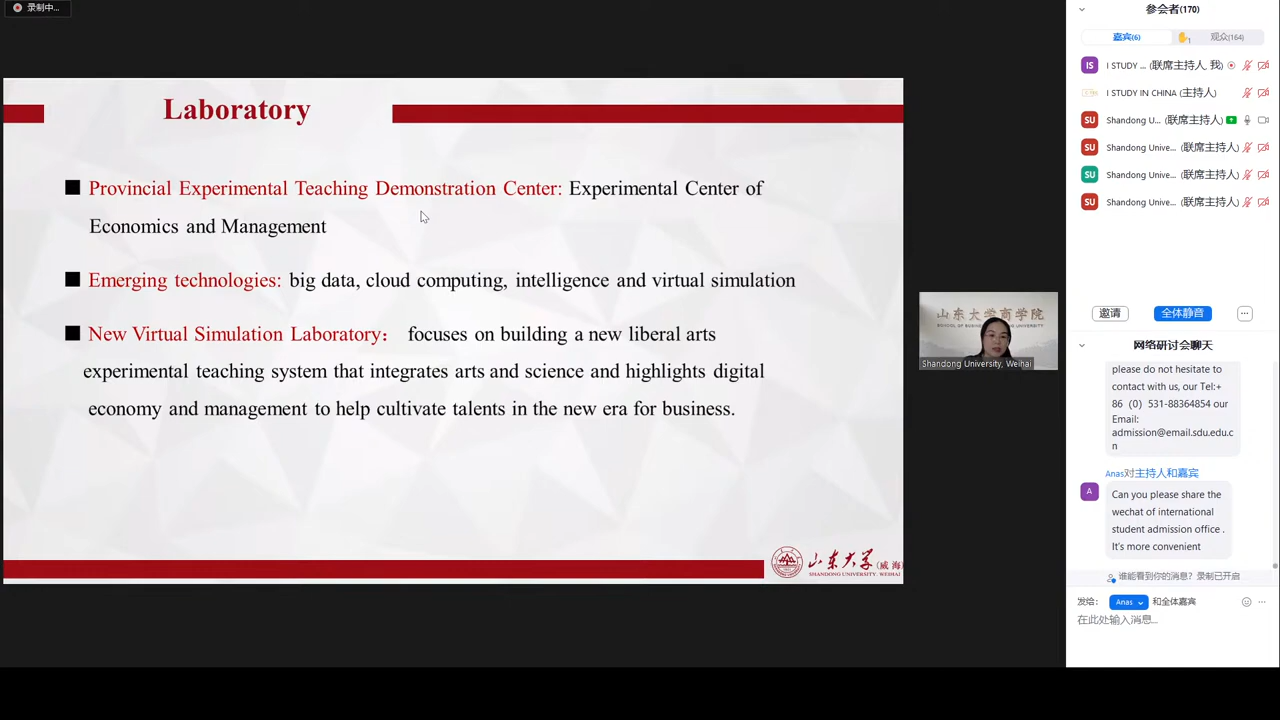 录制中...
Laboratory
Provincial Experimental Teaching Demonstration Center: Experimental Center of
Economics and Management
Emerging technologies: big data, cloud computing, intelligence and virtual simulation
New Virtual Simulation Laboratory： focuses on building a new liberal arts
experimental teaching system that integrates arts and science and highlights digital
economy and management to help cultivate talents in the new era for business.
山东大学(威海)
SHANDONG UNIVERSITY, WEIHAI
山东大学商学院
Shandong University, Weihai
参会者(170)
嘉宾(6)
1
观众(164)
IS
I STUDY ... (联席主持人, 我)
I STUDY IN CHINA (主持人)
SU
Shandong U... (联席主持人)
SU
Shandong Unive... (联席主持人)
SU
Shandong Unive... (联席主持人)
SU
Shandong Unive... (联席主持人)
邀请
全体静音
...
网络研讨会聊天
please do not hesitate to
contact with us, our Tel:+
86（0）531-88364854 our
Email:
admission@email.sdu.edu.c
n
Anas对主持人和嘉宾
A
Can you please share the
wechat of international
student admission office .
It's more convenient
谁能看到你的消息？录制已开启
发给: Anas 和全体嘉宾
在此处输入消息...